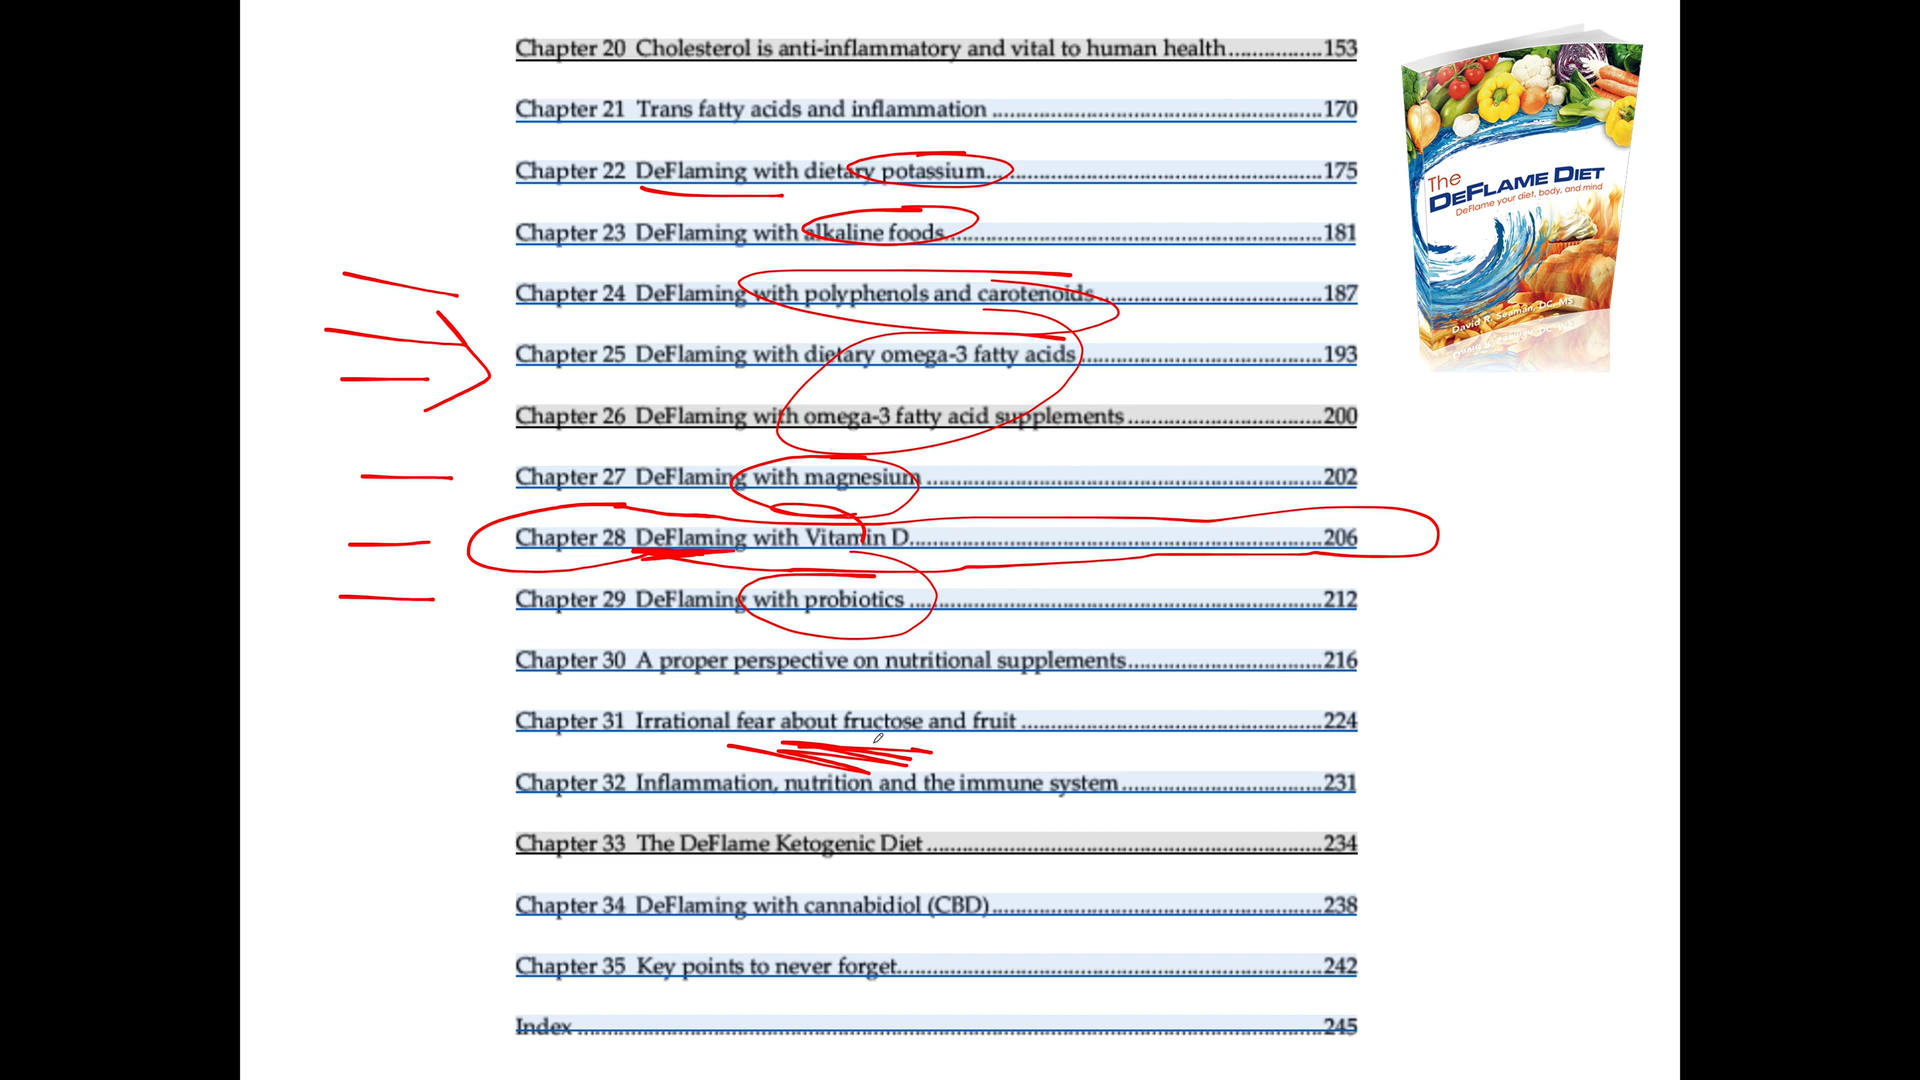 Chapter 20 Cholesterol is anti-inflammatory and vital to human health...............153
Chapter 21 Trans fatty acids and inflammation ..........................................................170
Chapter 22 DeFlaming with dietary potassium..........................................................175
Chapter 23 DeFlaming with alkaline foods.................................................................181
Chapter 24 DeFlaming with polyphenols and carotenoids.......................................187
Chapter 25 DeFlaming with dietary omega-3 fatty acids..........................................193
Chapter 26 DeFlaming with omega-3 fatty acid supplements..................................200
Chapter 27 DeFlaming with magnesium .....................................................................202
Chapter 28 DeFlaming with Vitamin D.......................................................................206
Chapter 29 DeFlaming with probiotics ........................................................................212
Chapter 30 A proper perspective on nutritional supplements..................................216
Chapter 31 Irrational fear about fructose and fruit .....................................................224
Chapter 32 Inflammation, nutrition and the immune system...................................231
Chapter 33 The DeFlame Ketogenic Diet .....................................................................234
Chapter 34 DeFlaming with cannabidiol (CBD)..........................................................238
Chapter 35 Key points to never forget..........................................................................242
Index ..................................................................................................................................245
The
DEFLAME DIET
DeFlame your diet, body, and mind
David R. Seaman, DC, MS